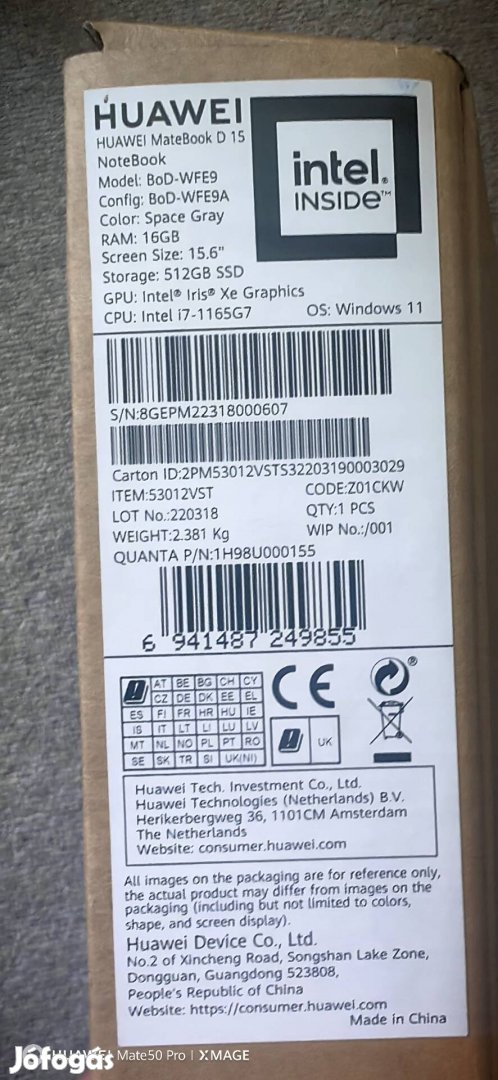 HUAWEI
HUAWEI MateBook D 15
NoteBook
Model: BoD-WFE9
Config: BoD-WFE9A
Color: Space Gray
RAM: 16GB
Screen Size: 15.6"
Storage: 512GB SSD
GPU: Intel® Iris® Xe Graphics
CPU: Intel i7-1165G7 OS: Windows 11
intel®
INSIDE™
S/N:8GEPM22318000607
Carton ID:2PM53012VSTS32203190003029
ITEM:53012VST CODE:Z01CKW
LOT No.:220318 QTY:1 PCS
WEIGHT:2.381 Kg WIP No.:/001
QUANTA P/N:1H98U000155
6 941487 249855
AT BE BG CH CY
CZ DE DK EE EL
ES FI FR HR HU IE
IS IT LT LI LU LV
MT NL NO PL PT RO
SE SK TR SI UK(NI)
CE
UK
®
Huawei Tech. Investment Co., Ltd.
Huawei Technologies (Netherlands) B.V.
Herikerbergweg 36, 1101CM Amsterdam
The Netherlands
Website: consumer.huawei.com
All images on the packaging are for reference only,
the actual product may differ from images on the
packaging (including but not limited to colors,
shape, and screen display).
Huawei Device Co., Ltd.
No.2 of Xincheng Road, Songshan Lake Zone,
Dongguan, Guangdong 523808,
People's Republic of China
Website: https://consumer.huawei.com
Made in China
Jófogás
HUAWEI Mate50 Pro | XMAGE